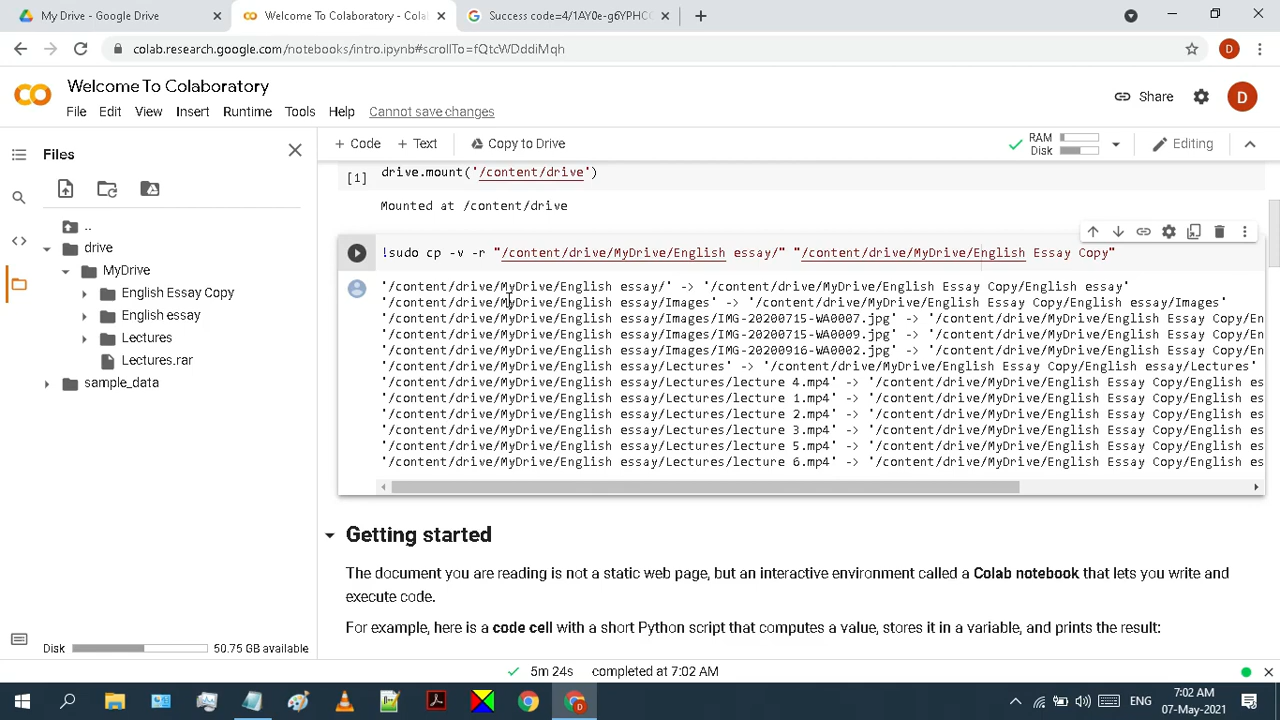 My Drive - Google Drive
Welcome To Colaboratory - Cola
Success code=4/1AY0e-g6YPHCO
colab.research.google.com/notebooks/intro.ipynb#scrollTo=fQtcWDddiMqh
D
Welcome To Colaboratory
Share
D
File Edit View Insert Runtime Tools Help Cannot save changes
Files
+ Code + Text Copy to Drive
RAM
Disk
Editing
..
drive
MyDrive
English Essay Copy
English essay
Lectures
Lectures.rar
sample_data
[1]
drive.mount('/content/drive')
Mounted at /content/drive
!sudo cp -v -r "/content/drive/MyDrive/English essay/" "/content/drive/MyDrive/English Essay Copy"
'/content/drive/MyDrive/English essay/' -> '/content/drive/MyDrive/English Essay Copy/English essay'
'/content/drive/MyDrive/English essay/Images' -> '/content/drive/MyDrive/English Essay Copy/English essay/Images'
'/content/drive/MyDrive/English essay/Images/IMG-20200715-WA0007.jpg' -> '/content/drive/MyDrive/English Essay Copy/En
'/content/drive/MyDrive/English essay/Images/IMG-20200715-WA0009.jpg' -> '/content/drive/MyDrive/English Essay Copy/En
'/content/drive/MyDrive/English essay/Images/IMG-20200916-WA0002.jpg' -> '/content/drive/MyDrive/English Essay Copy/En
'/content/drive/MyDrive/English essay/Lectures' -> '/content/drive/MyDrive/English Essay Copy/English essay/Lectures'
'/content/drive/MyDrive/English essay/Lectures/lecture 4.mp4' -> '/content/drive/MyDrive/English Essay Copy/English es
'/content/drive/MyDrive/English essay/Lectures/lecture 1.mp4' -> '/content/drive/MyDrive/English Essay Copy/English es
'/content/drive/MyDrive/English essay/Lectures/lecture 2.mp4' -> '/content/drive/MyDrive/English Essay Copy/English es
'/content/drive/MyDrive/English essay/Lectures/lecture 3.mp4' -> '/content/drive/MyDrive/English Essay Copy/English es
'/content/drive/MyDrive/English essay/Lectures/lecture 5.mp4' -> '/content/drive/MyDrive/English Essay Copy/English es
'/content/drive/MyDrive/English essay/Lectures/lecture 6.mp4' -> '/content/drive/MyDrive/English Essay Copy/English es
Getting started
The document you are reading is not a static web page, but an interactive environment called a Colab notebook that lets you write and
execute code.
For example, here is a code cell with a short Python script that computes a value, stores it in a variable, and prints the result:
Disk 50.75 GB available
5m 24s completed at 7:02 AM
ENG
7:02 AM
07-May-2021